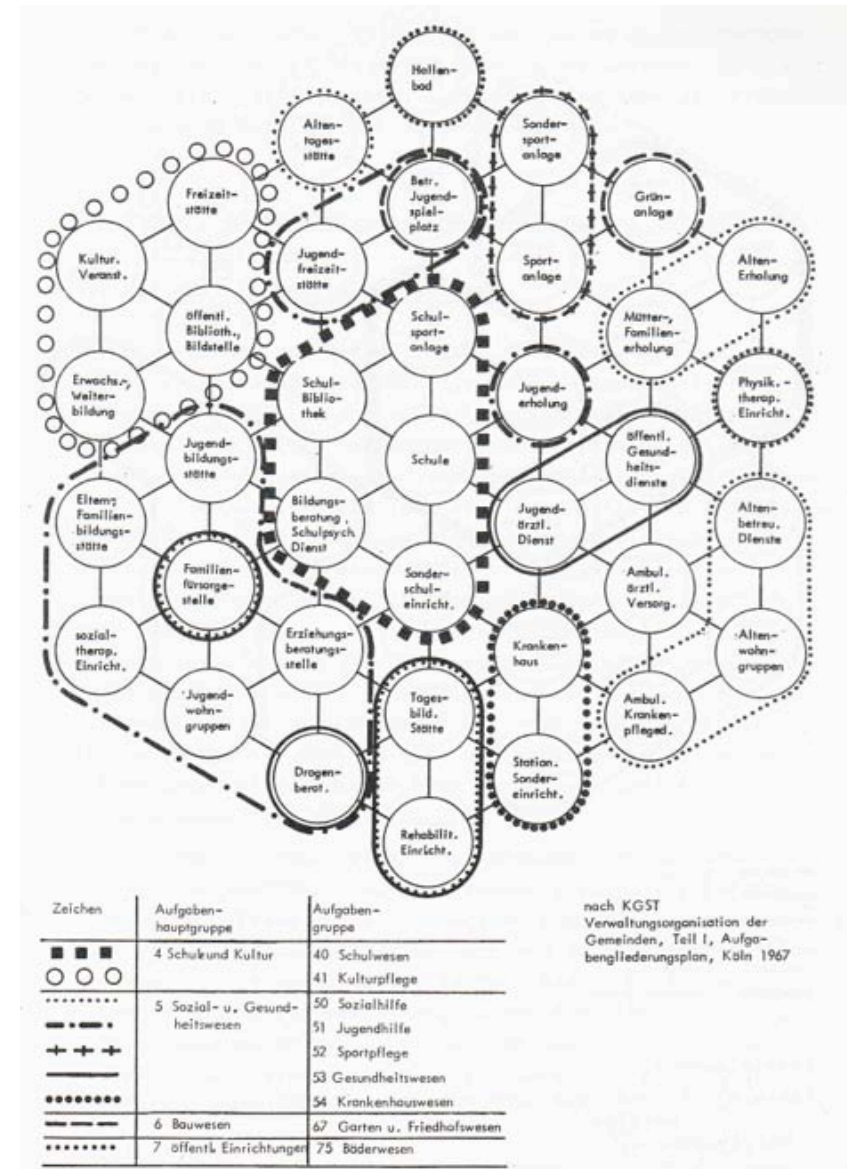 Hallen-
bad
Alten-
tages-
stätte
Sonder-
sport-
anlage
Freizeit-
stätte
Betr.
Jugend-
spiel-
platz
Grün-
anlage
Kultur.
Veranst.
Jugend-
freizeit-
stätte
Sport-
anlage
Alten-
Erholung
öffentl.
Biblioth.,
Bildstelle
Schul-
sport-
anlage
Mütter-,
Familien-
erholung
Erwachs.-,
Weiter-
bildung
Schul-
Biblio-
thek
Jugend-
erholung
Physik.-
therap.
Einricht.
Jugend-
bildungs-
stätte
Schule
öffentl.
Gesund-
heits-
dienste
Eltern-,
Familien-
bildungs-
stätte
Bildungs-
beratung
Schulpsych.
Dienst
Jugend-
ärztl.
Dienst
Alten-
betreu.
Dienste
Familien-
fürsorge-
stelle
Sonder-
schul-
einricht.
Ambul.
ärztl.
Versorg.
sozial-
therap.
Einricht.
Erziehungs-
beratungs-
stelle
Kranken-
haus
Alten-
wohn-
gruppen
Jugend-
wohn-
gruppen
Tages-
bild.
Stätte
Ambul.
Kranken-
pfleged.
Drogen-
berat.
Station.
Sonder-
einricht.
Rehabilit.
Einricht.
Zeichen
Aufgaben-
hauptgruppe
Aufgaben-
gruppe
4 Schule und Kultur
40 Schulwesen
41 Kulturpflege
5 Sozial- u. Gesund-
heitswesen
50 Sozialhilfe
51 Jugendhilfe
52 Sportpflege
53 Gesundheitswesen
54 Krankenhauswesen
6 Bauwesen
67 Garten u. Friedhofswesen
7 öffentl. Einrichtungen
75 Bäderwesen
nach KGST
Verwaltungsorganisation der
Gemeinden, Teil I, Aufga-
bengliederungsplan, Köln 1967